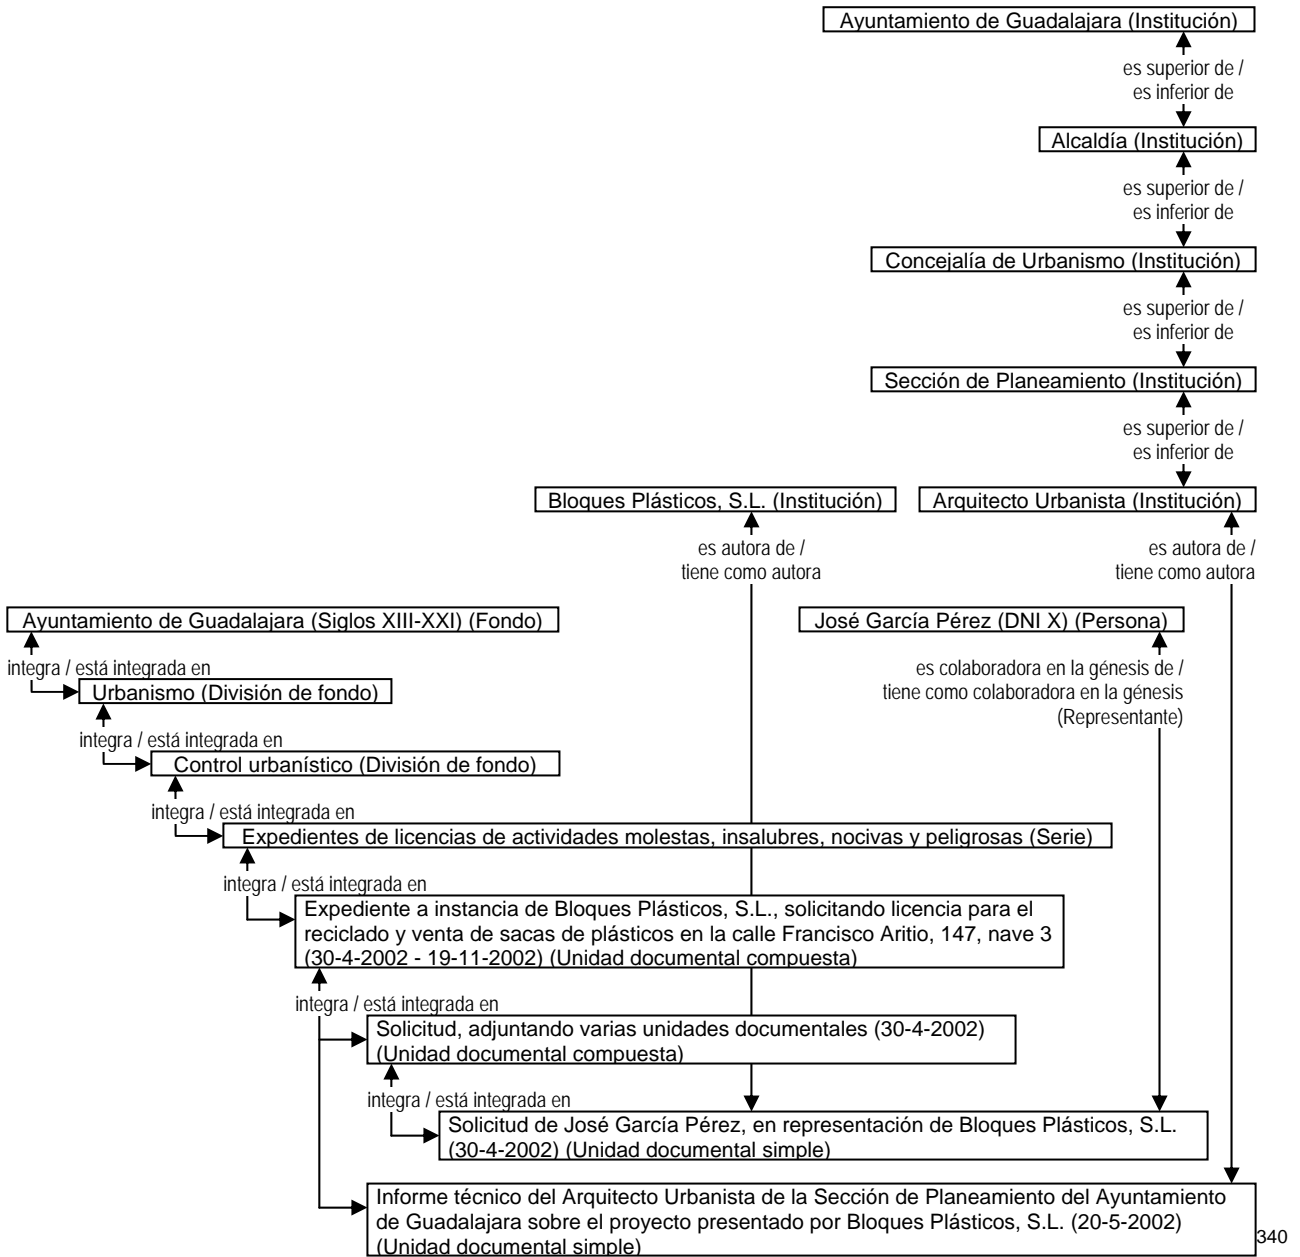 Ayuntamiento de Guadalajara (Institución)
es superior de /
es inferior de
Alcaldía (Institución)
es superior de /
es inferior de
Concejalía de Urbanismo (Institución)
es superior de /
es inferior de
Sección de Planeamiento (Institución)
es superior de /
es inferior de
Bloques Plásticos, S.L. (Institución)
Arquitecto Urbanista (Institución)
es autora de /
tiene como autora
es autora de /
tiene como autora
Ayuntamiento de Guadalajara (Siglos XIII-XXI) (Fondo)
José García Pérez (DNI X) (Persona)
integra / está integrada en
es colaboradora en la génesis de /
tiene como colaboradora en la génesis
(Representante)
Urbanismo (División de fondo)
integra / está integrada en
Control urbanístico (División de fondo)
integra / está integrada en
Expedientes de licencias de actividades molestas, insalubres, nocivas y peligrosas (Serie)
integra / está integrada en
Expediente a instancia de Bloques Plásticos, S.L., solicitando licencia para el
reciclado y venta de sacas de plásticos en la calle Francisco Aritio, 147, nave 3
(30-4-2002 - 19-11-2002) (Unidad documental compuesta)
integra / está integrada en
Solicitud, adjuntando varias unidades documentales (30-4-2002)
(Unidad documental compuesta)
integra / está integrada en
Solicitud de José García Pérez, en representación de Bloques Plásticos, S.L.
(30-4-2002) (Unidad documental simple)
Informe técnico del Arquitecto Urbanista de la Sección de Planeamiento del Ayuntamiento
de Guadalajara sobre el proyecto presentado por Bloques Plásticos, S.L. (20-5-2002)
(Unidad documental simple)
340